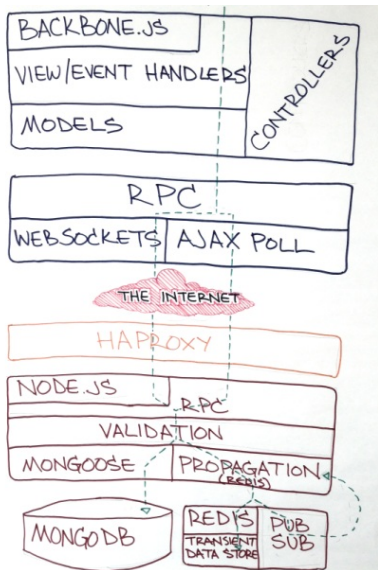 BACKBONE.JS
VIEW/EVENT HANDLERS
MODELS
CONTROLLERS
RPC
WEBSOCKETS
AJAX POLL
THE INTERNET
HAPROXY
NODE.JS
RPC
VALIDATION
MONGOOSE
PROPAGATION
(REDIS)
MONGODB
REDIS
TRANSIENT
DATA STORE
PUB
SUB